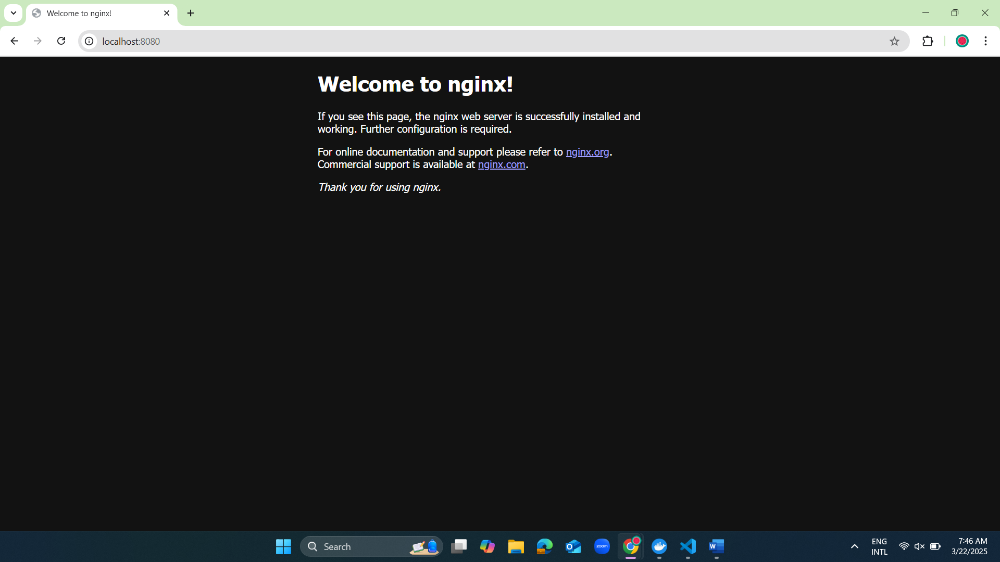 Welcome to nginx!
localhost:8080
Welcome to nginx!
If you see this page, the nginx web server is successfully installed and
working. Further configuration is required.
For online documentation and support please refer to nginx.org.
Commercial support is available at nginx.com.
Thank you for using nginx.
Search
zoom
ENG
INTL
7:46 AM
3/22/2025